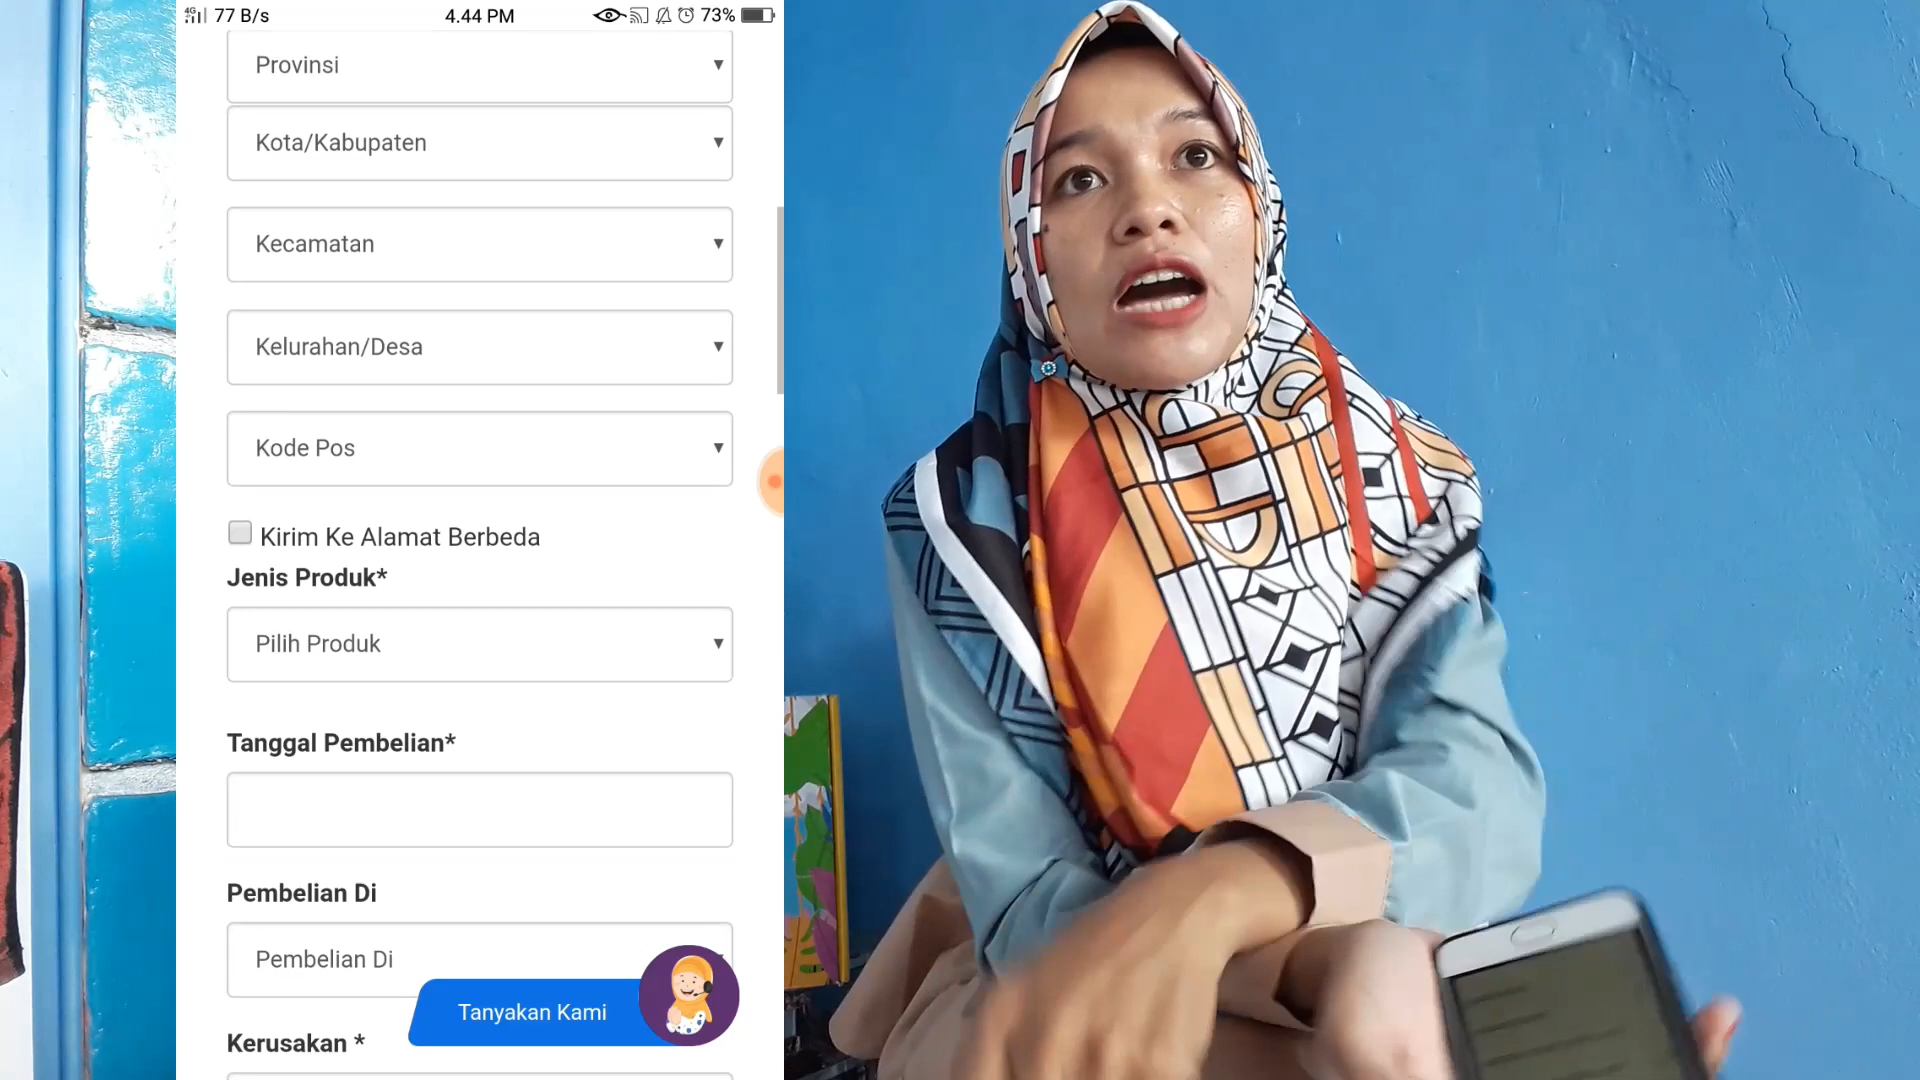 4G 77 B/s 4.44 PM 73%
Provinsi
Kota/Kabupaten
Kecamatan
Kelurahan/Desa
Kode Pos
Kirim Ke Alamat Berbeda
Jenis Produk*
Pilih Produk
Tanggal Pembelian*
Pembelian Di
Pembelian Di
Tanyakan Kami
Kerusakan *